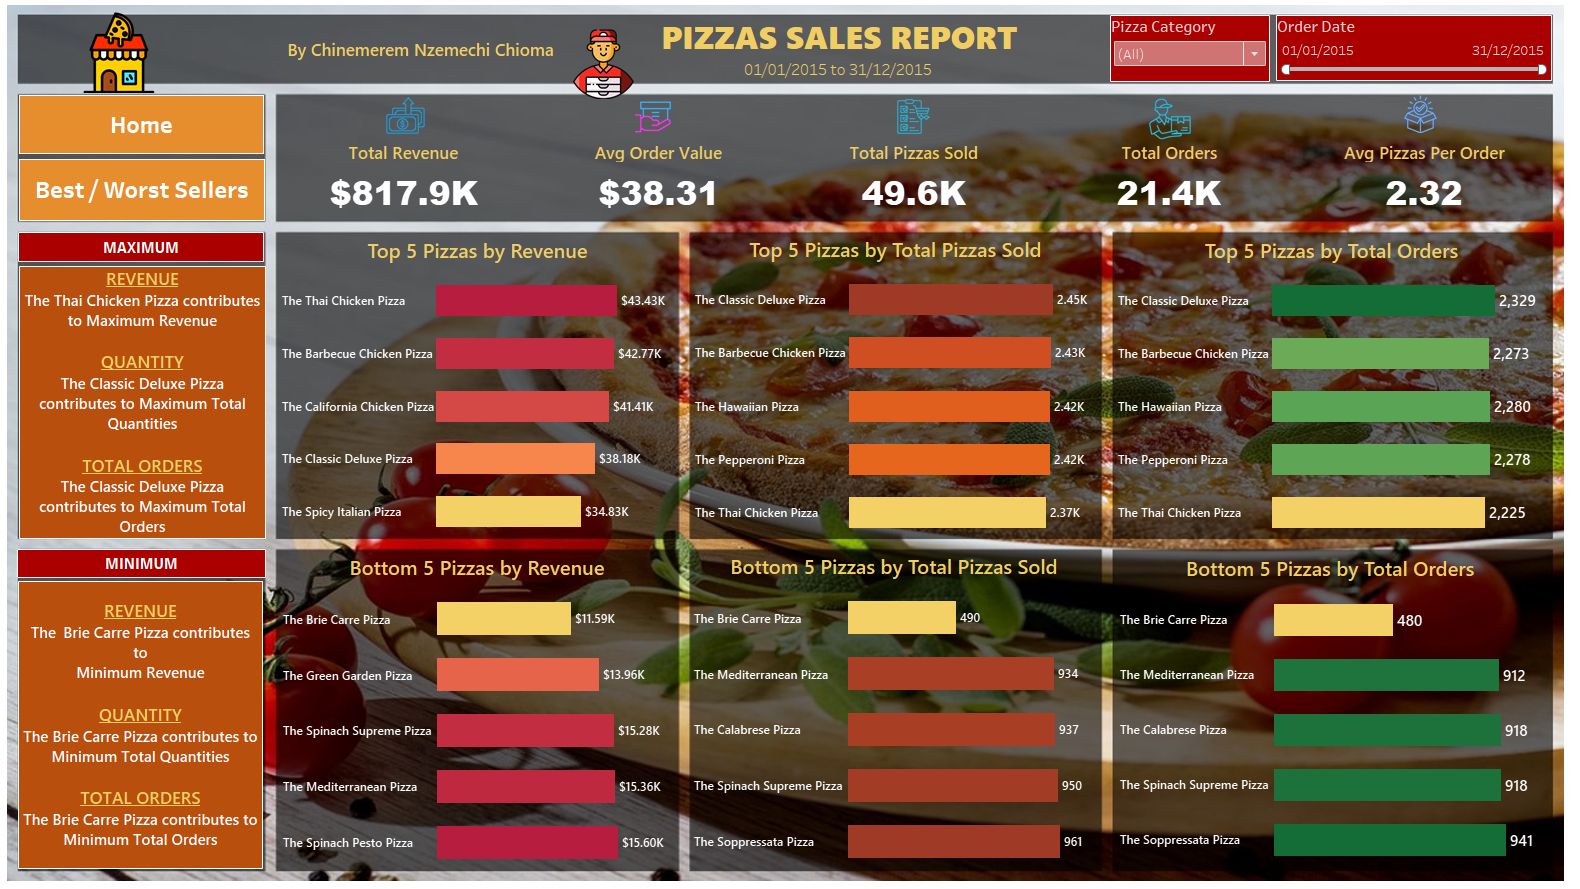 By Chinemerem Nzemechi Chioma
PIZZAS SALES REPORT
01/01/2015 to 31/12/2015
Pizza Category
(All)
Order Date
01/01/2015 31/12/2015
Home
Best / Worst Sellers
Total Revenue
$817.9K
Avg Order Value
$38.31
Total Pizzas Sold
49.6K
Total Orders
21.4K
Avg Pizzas Per Order
2.32
MAXIMUM
REVENUE
The Thai Chicken Pizza contributes
to Maximum Revenue
QUANTITY
The Classic Deluxe Pizza
contributes to Maximum Total
Quantities
TOTAL ORDERS
The Classic Deluxe Pizza
contributes to Maximum Total
Orders
Top 5 Pizzas by Revenue
The Thai Chicken Pizza $43.43K
The Barbecue Chicken Pizza $42.77K
The California Chicken Pizza $41.41K
The Classic Deluxe Pizza $38.18K
The Spicy Italian Pizza $34.83K
Top 5 Pizzas by Total Pizzas Sold
The Classic Deluxe Pizza 2.45K
The Barbecue Chicken Pizza 2.43K
The Hawaiian Pizza 2.42K
The Pepperoni Pizza 2.42K
The Thai Chicken Pizza 2.37K
Top 5 Pizzas by Total Orders
The Classic Deluxe Pizza 2,329
The Barbecue Chicken Pizza 2,273
The Hawaiian Pizza 2,280
The Pepperoni Pizza 2,278
The Thai Chicken Pizza 2,225
MINIMUM
REVENUE
The Brie Carre Pizza contributes
to
Minimum Revenue
QUANTITY
The Brie Carre Pizza contributes to
Minimum Total Quantities
TOTAL ORDERS
The Brie Carre Pizza contributes to
Minimum Total Orders
Bottom 5 Pizzas by Revenue
The Brie Carre Pizza $11.59K
The Green Garden Pizza $13.96K
The Spinach Supreme Pizza $15.28K
The Mediterranean Pizza $15.36K
The Spinach Pesto Pizza $15.60K
Bottom 5 Pizzas by Total Pizzas Sold
The Brie Carre Pizza 490
The Mediterranean Pizza 934
The Calabrese Pizza 937
The Spinach Supreme Pizza 950
The Soppressata Pizza 961
Bottom 5 Pizzas by Total Orders
The Brie Carre Pizza 480
The Mediterranean Pizza 912
The Calabrese Pizza 918
The Spinach Supreme Pizza 918
The Soppressata Pizza 941